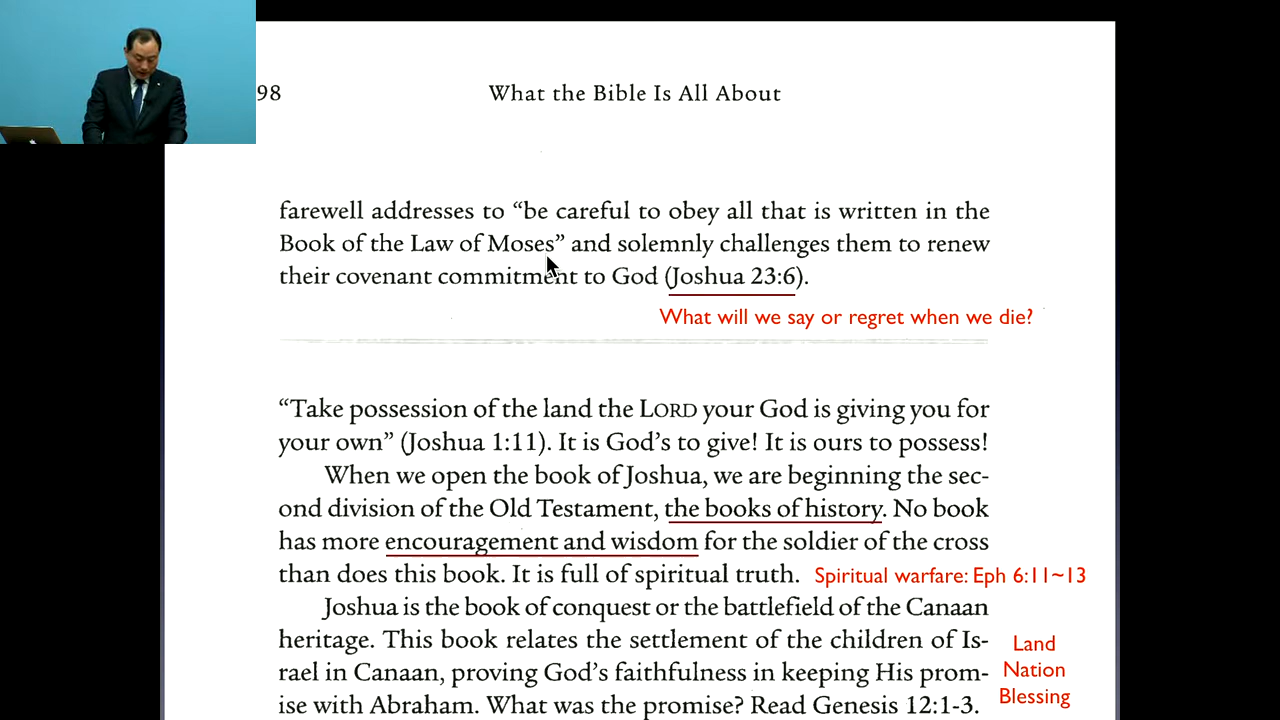 98 What the Bible Is All About
farewell addresses to “be careful to obey all that is written in the
Book of the Law of Moses” and solemnly challenges them to renew
their covenant commitment to God (Joshua 23:6).
What will we say or regret when we die?
“Take possession of the land the LORD your God is giving you for
your own” (Joshua 1:11). It is God’s to give! It is ours to possess!
When we open the book of Joshua, we are beginning the sec-
ond division of the Old Testament, the books of history. No book
has more encouragement and wisdom for the soldier of the cross
than does this book. It is full of spiritual truth. Spiritual warfare: Eph 6:11~13
Joshua is the book of conquest or the battlefield of the Canaan
heritage. This book relates the settlement of the children of Is-
rael in Canaan, proving God’s faithfulness in keeping His prom-
ise with Abraham. What was the promise? Read Genesis 12:1-3.
Land
Nation
Blessing